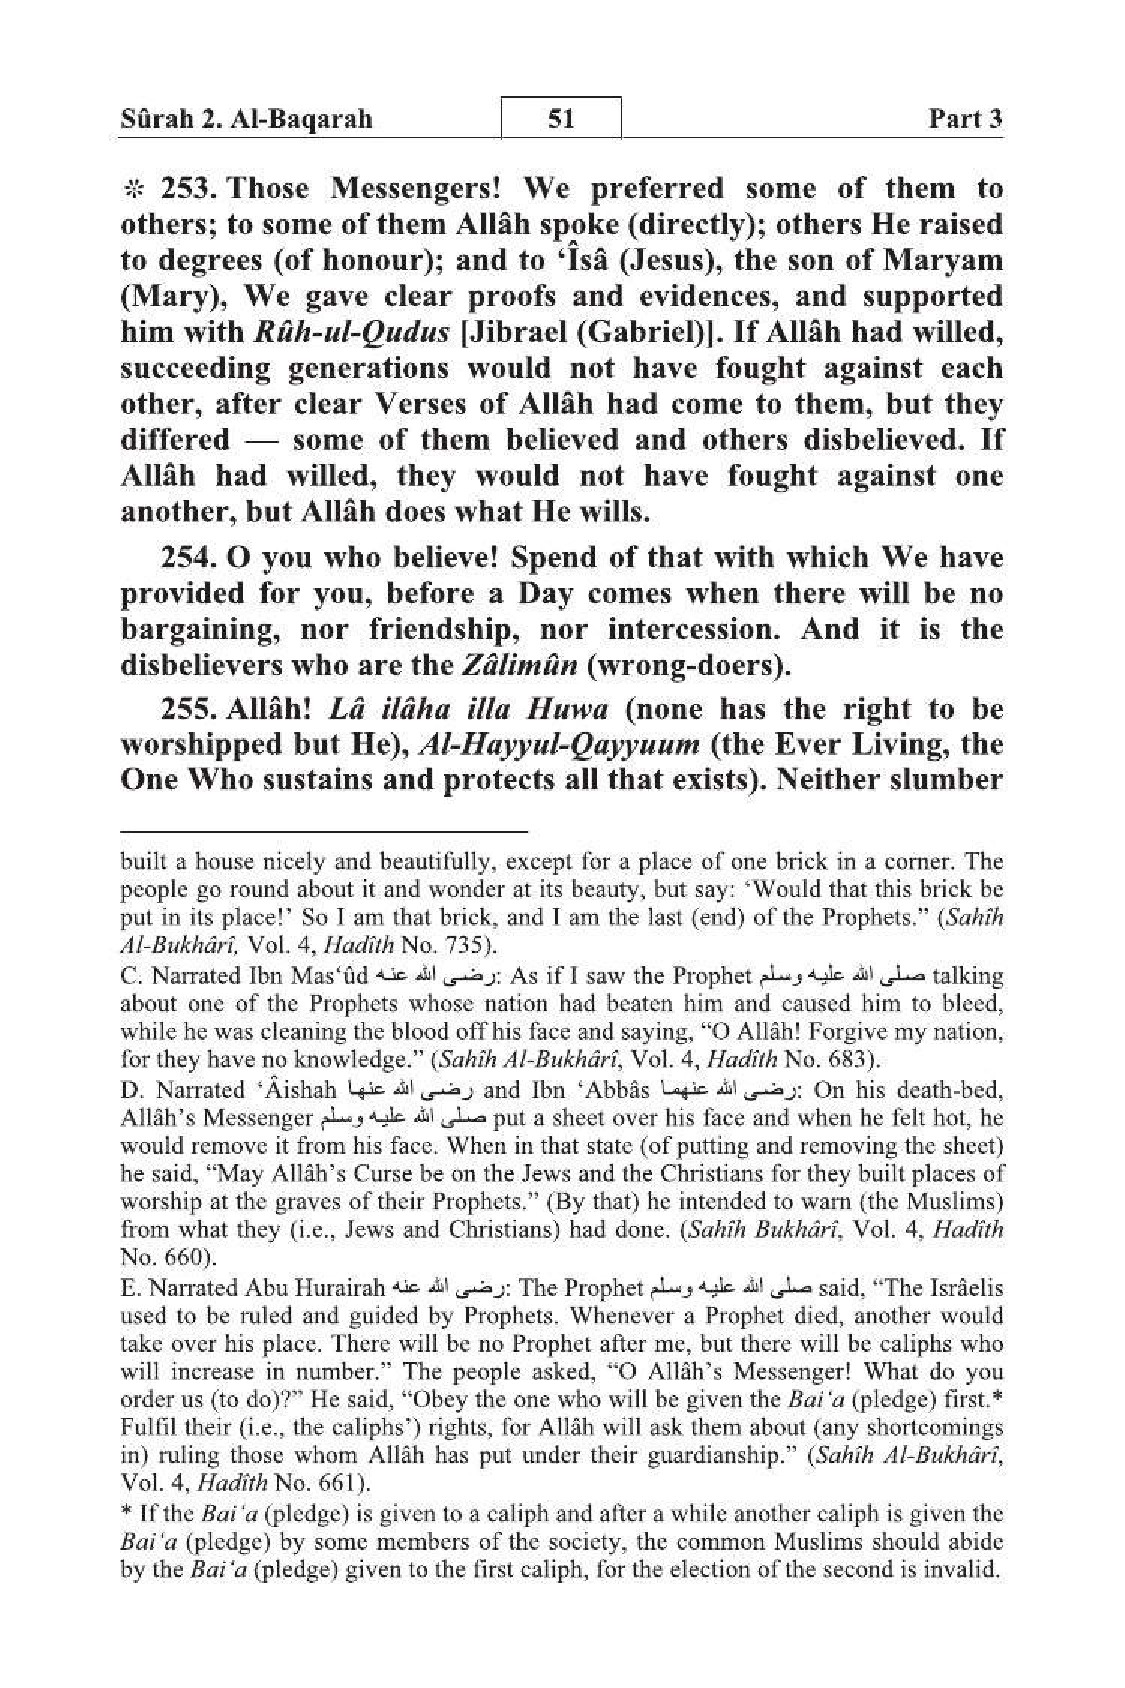 Sûrah 2. Al-Baqarah 51 Part 3
❊ 253. Those Messengers! We preferred some of them to
others; to some of them Allâh spoke (directly); others He raised
to degrees (of honour); and to ‘Îsâ (Jesus), the son of Maryam
(Mary), We gave clear proofs and evidences, and supported
him with Rûh-ul-Qudus [Jibrael (Gabriel)]. If Allâh had willed,
succeeding generations would not have fought against each
other, after clear Verses of Allâh had come to them, but they
differed — some of them believed and others disbelieved. If
Allâh had willed, they would not have fought against one
another, but Allâh does what He wills.
254. O you who believe! Spend of that with which We have
provided for you, before a Day comes when there will be no
bargaining, nor friendship, nor intercession. And it is the
disbelievers who are the Zâlimûn (wrong-doers).
255. Allâh! Lâ ilâha illa Huwa (none has the right to be
worshipped but He), Al-Hayyul-Qayyuum (the Ever Living, the
One Who sustains and protects all that exists). Neither slumber
built a house nicely and beautifully, except for a place of one brick in a corner. The
people go round about it and wonder at its beauty, but say: ‘Would that this brick be
put in its place!’ So I am that brick, and I am the last (end) of the Prophets.” (Sahîh
Al-Bukhârî, Vol. 4, Hadîth No. 735).
C. Narrated Ibn Mas‘ûd رضى الله عنه: As if I saw the Prophet صلى الله عليه وسلم talking
about one of the Prophets whose nation had beaten him and caused him to bleed,
while he was cleaning the blood off his face and saying, “O Allâh! Forgive my nation,
for they have no knowledge.” (Sahîh Al-Bukhârî, Vol. 4, Hadîth No. 683).
D. Narrated ‘Âishah رضى الله عنها and Ibn ‘Abbâs رضى الله عنهما: On his death-bed,
Allâh’s Messenger صلى الله عليه وسلم put a sheet over his face and when he felt hot, he
would remove it from his face. When in that state (of putting and removing the sheet)
he said, “May Allâh’s Curse be on the Jews and the Christians for they built places of
worship at the graves of their Prophets.” (By that) he intended to warn (the Muslims)
from what they (i.e., Jews and Christians) had done. (Sahîh Bukhârî, Vol. 4, Hadîth
No. 660).
E. Narrated Abu Hurairah رضى الله عنه: The Prophet صلى الله عليه وسلم said, “The Isrâelis
used to be ruled and guided by Prophets. Whenever a Prophet died, another would
take over his place. There will be no Prophet after me, but there will be caliphs who
will increase in number.” The people asked, “O Allâh’s Messenger! What do you
order us (to do)?” He said, “Obey the one who will be given the Bai‘a (pledge) first.*
Fulfil their (i.e., the caliphs’) rights, for Allâh will ask them about (any shortcomings
in) ruling those whom Allâh has put under their guardianship.” (Sahîh Al-Bukhârî,
Vol. 4, Hadîth No. 661).
* If the Bai‘a (pledge) is given to a caliph and after a while another caliph is given the
Bai‘a (pledge) by some members of the society, the common Muslims should abide
by the Bai‘a (pledge) given to the first caliph, for the election of the second is invalid.